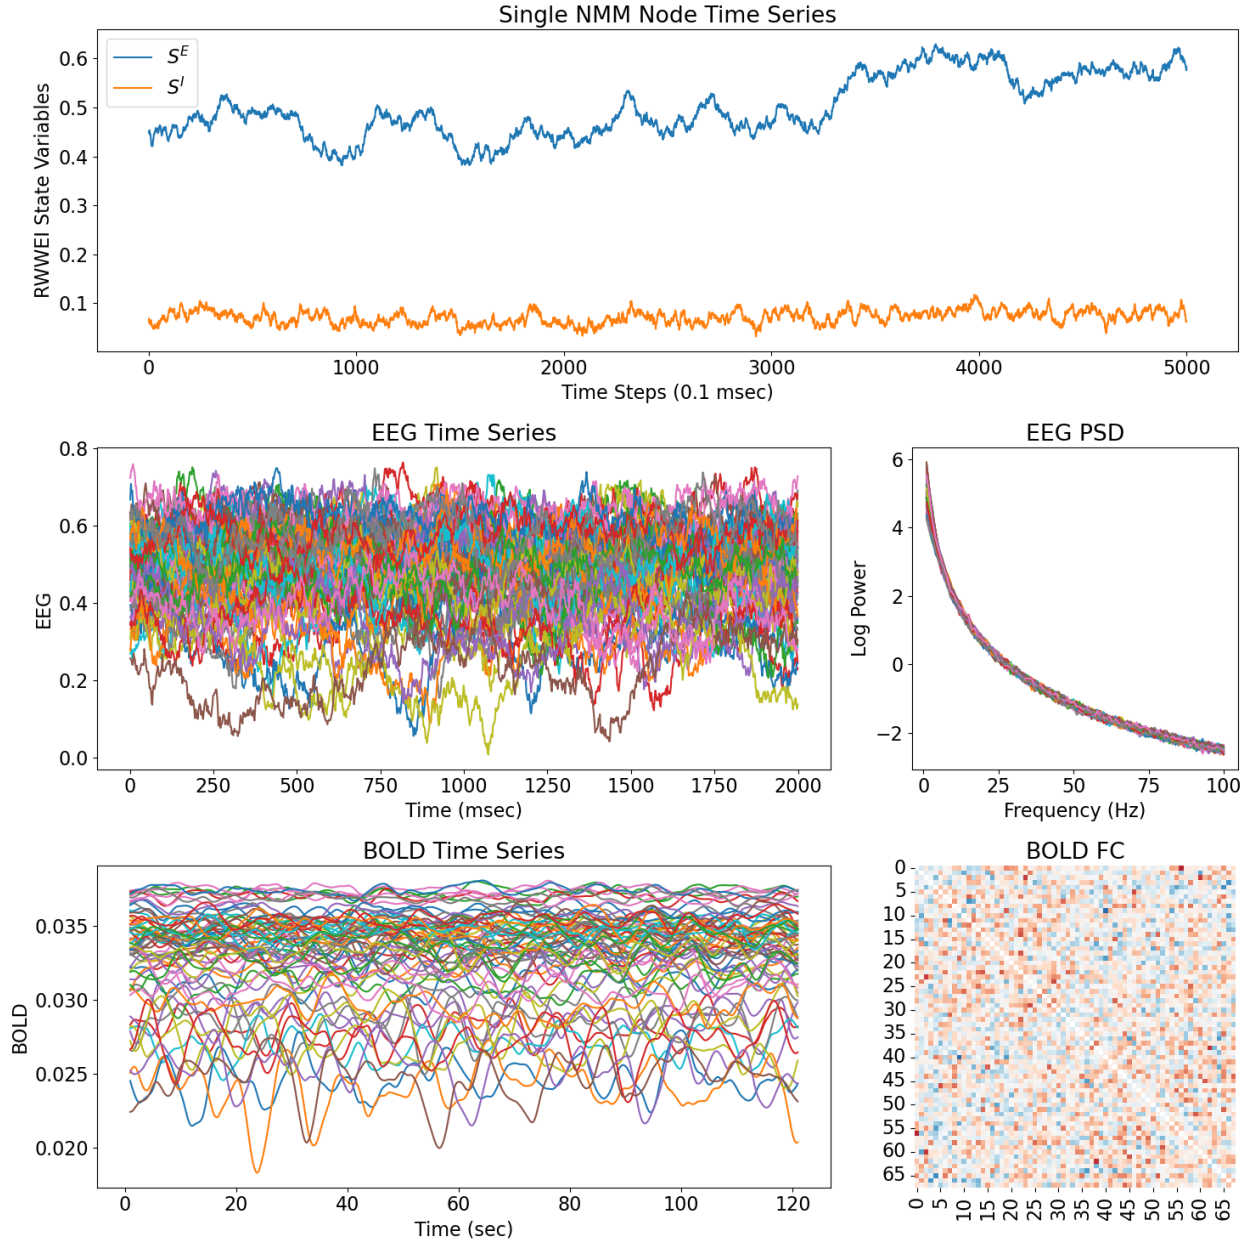 Single NMM Node Time Series
S^E
S^I
RWWEI State Variables
0.6
0.5
0.4
0.3
0.2
0.1
0 1000 2000 3000 4000 5000
Time Steps (0.1 msec)
EEG Time Series
EEG
0.8
0.6
0.4
0.2
0.0
0 250 500 750 1000 1250 1500 1750 2000
Time (msec)
EEG PSD
Log Power
6
4
2
0
−2
0 25 50 75 100
Frequency (Hz)
BOLD Time Series
BOLD
0.035
0.030
0.025
0.020
0 20 40 60 80 100 120
Time (sec)
BOLD FC
0
5
10
15
20
25
30
35
40
45
50
55
60
65
0 5 10 15 20 25 30 35 40 45 50 55 60 65